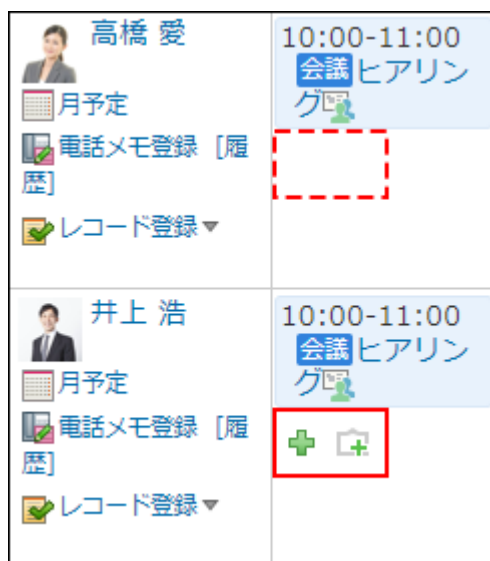 高橋 愛
月予定
電話メモ登録 [履
歴]
レコード登録▼
10:00-11:00
会議 ヒアリン
グ
井上 浩
月予定
電話メモ登録 [履
歴]
レコード登録▼
10:00-11:00
会議 ヒアリン
グ